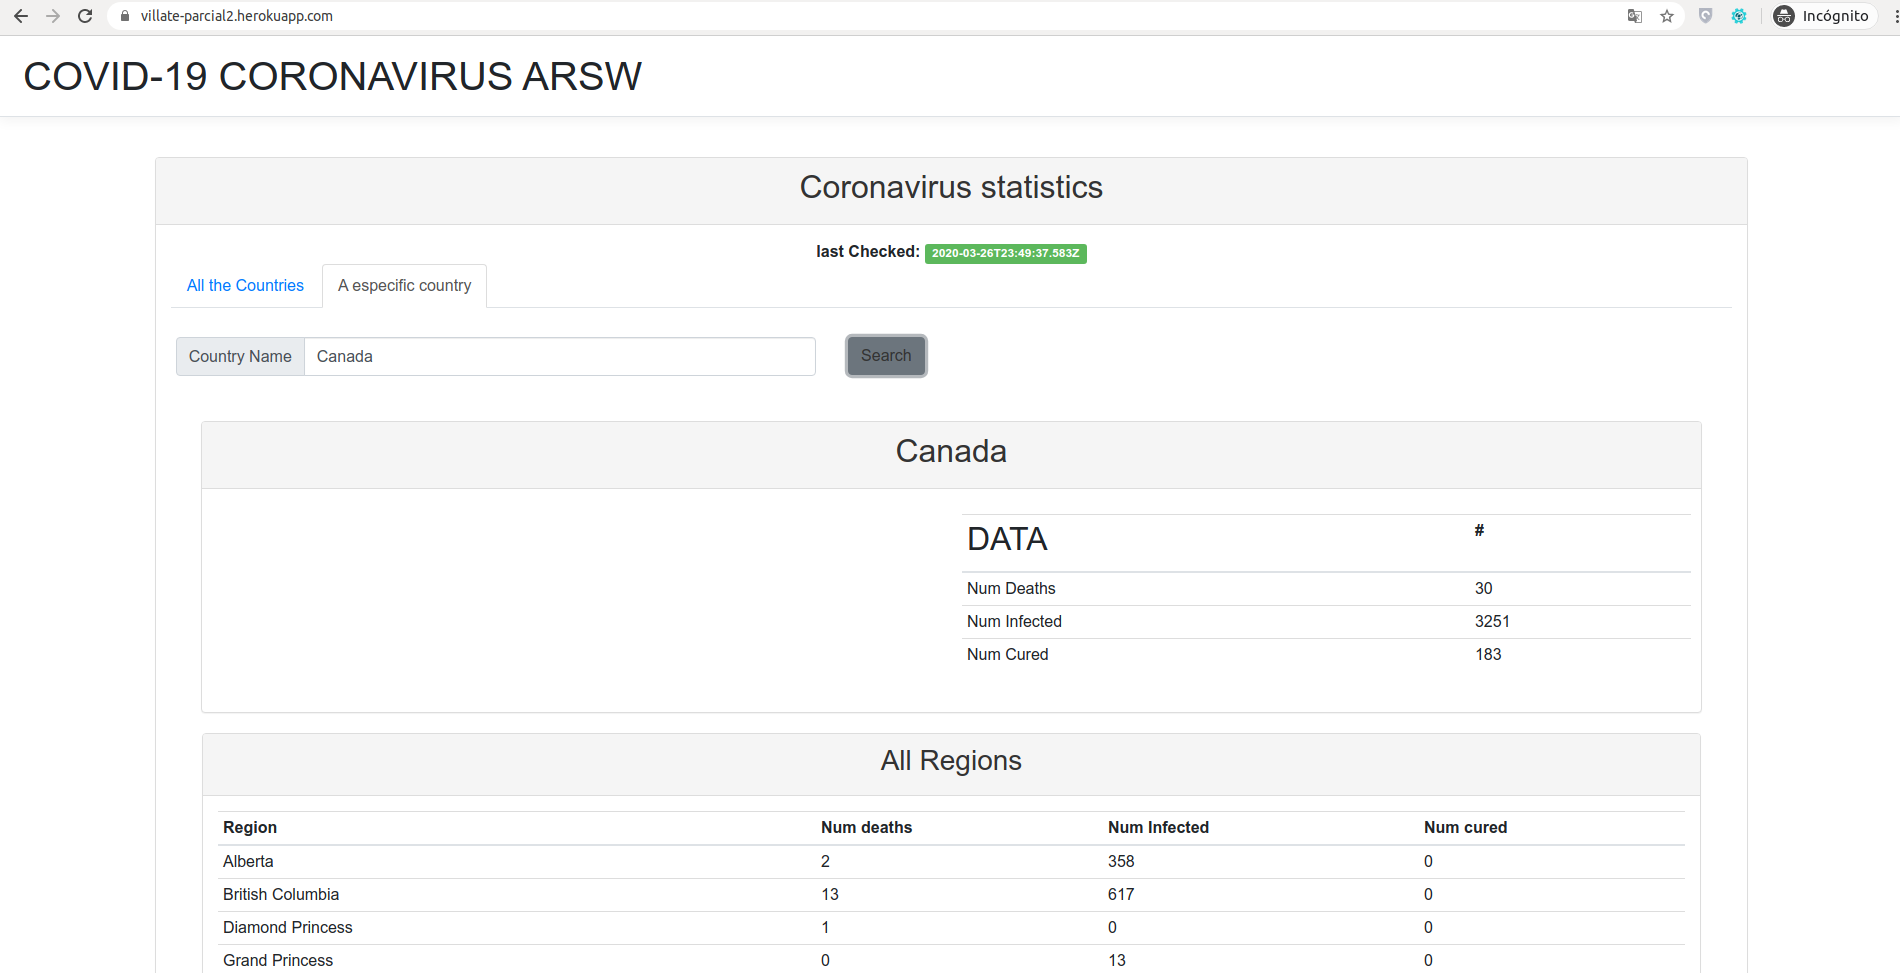 villate-parcial2.herokuapp.com
Incógnito
COVID-19 CORONAVIRUS ARSW
Coronavirus statistics
last Checked: 2020-03-26T23:49:37.583Z
All the Countries A especific country
Country Name Canada Search
Canada
DATA #
Num Deaths 30
Num Infected 3251
Num Cured 183
All Regions
Region Num deaths Num Infected Num cured
Alberta 2 358 0
British Columbia 13 617 0
Diamond Princess 1 0 0
Grand Princess 0 13 0